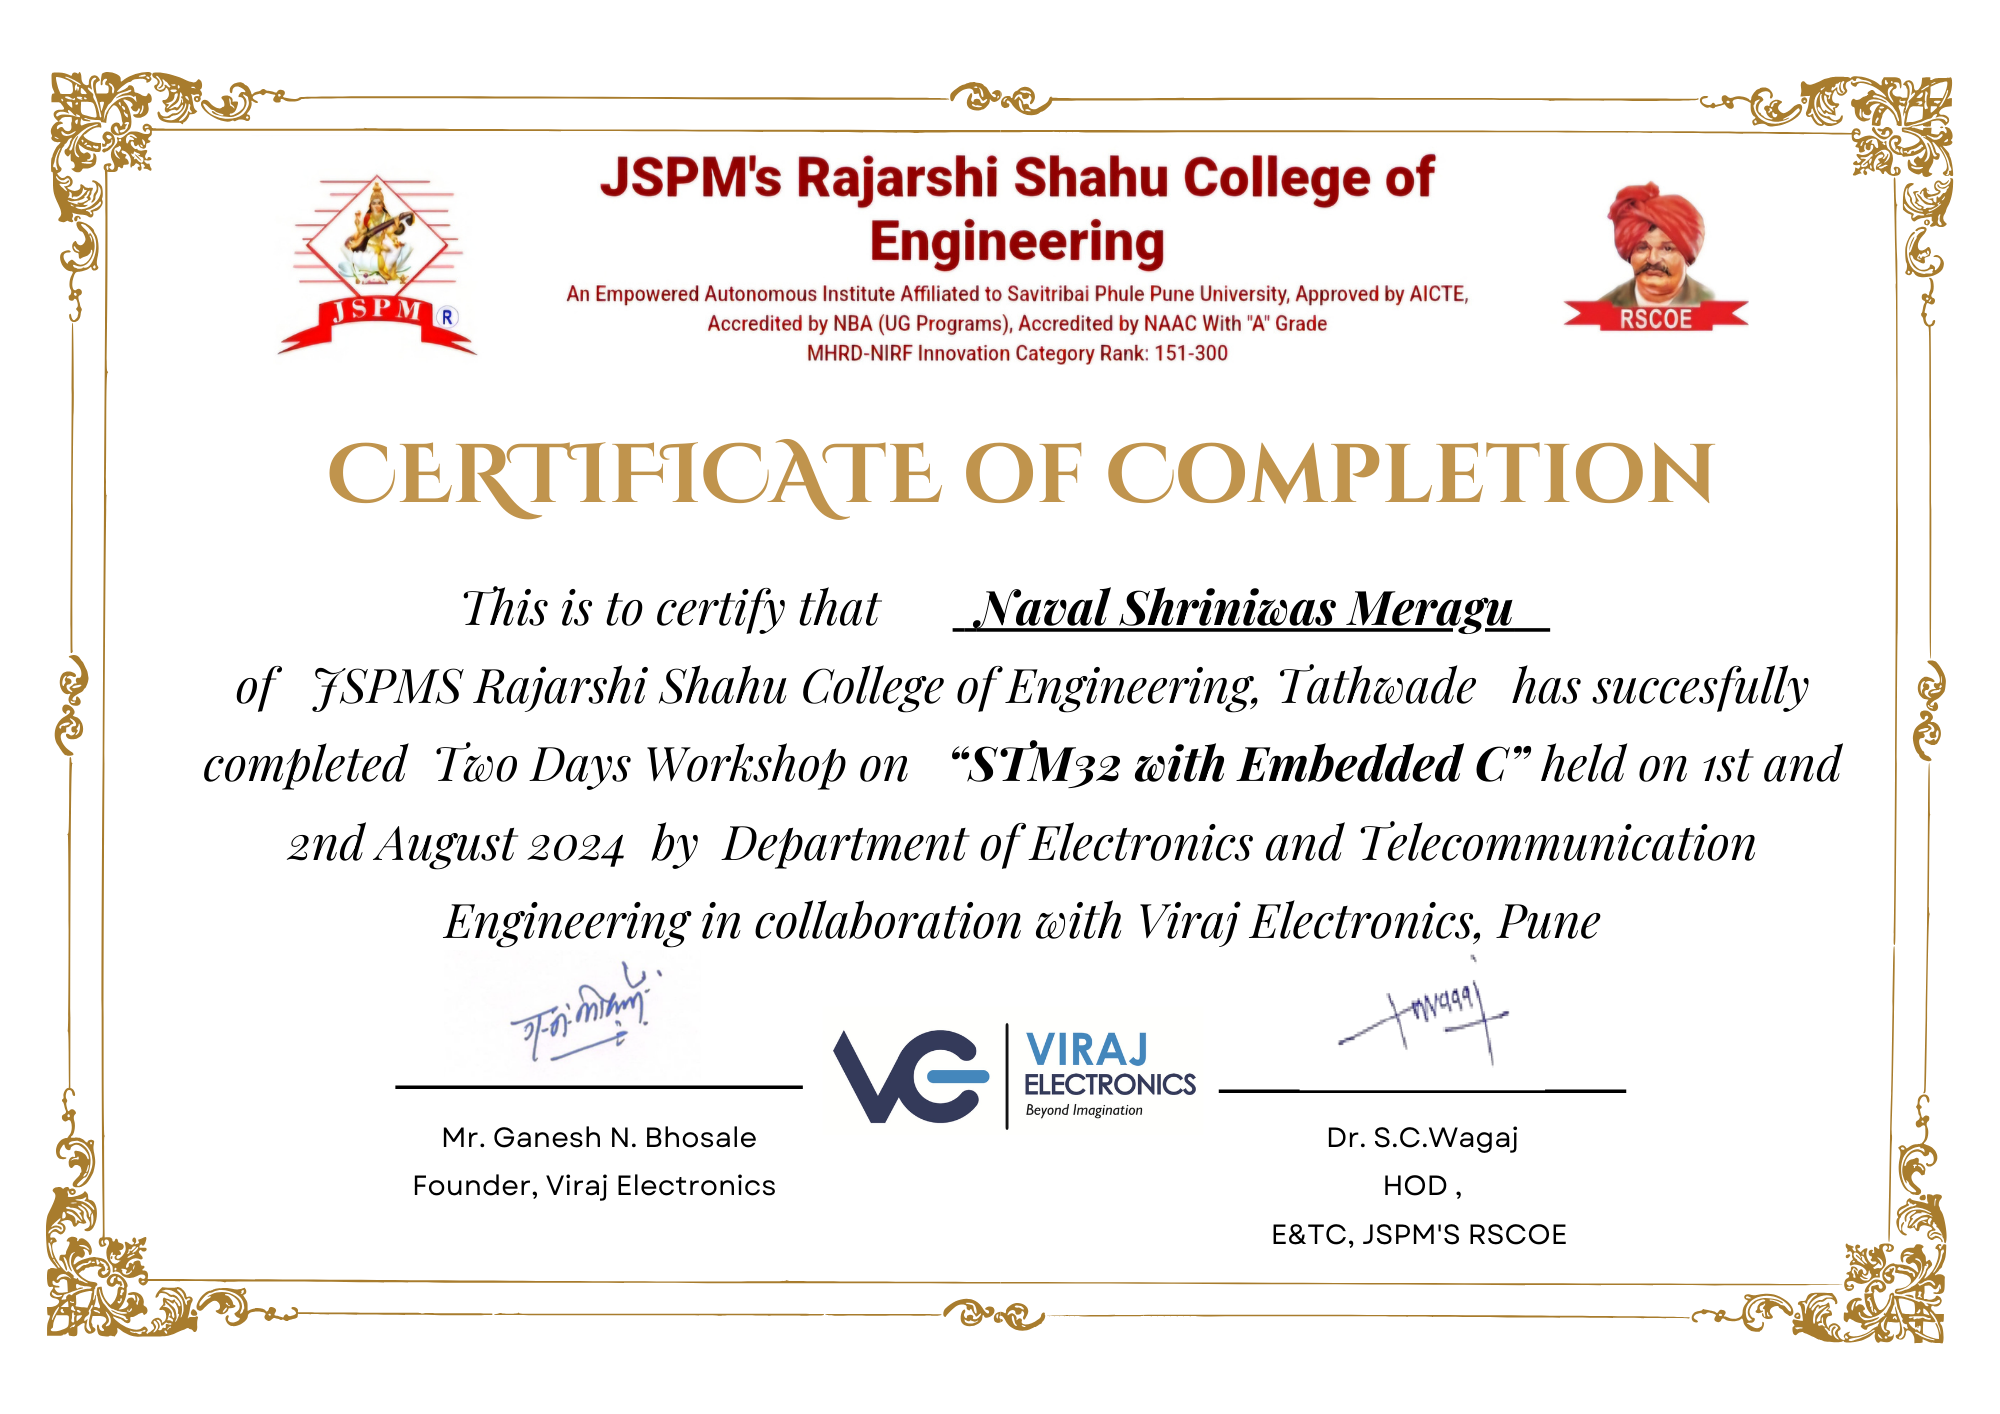 JSPM's Rajarshi Shahu College of
Engineering
An Empowered Autonomous Institute Affiliated to Savitribai Phule Pune University, Approved by AICTE,
Accredited by NBA (UG Programs), Accredited by NAAC With "A" Grade
MHRD-NIRF Innovation Category Rank: 151-300
JSPM ®
RSCOE
CERTIFICATE OF COMPLETION
This is to certify that Naval Shriniwas Meragu
of JSPMS Rajarshi Shahu College of Engineering, Tathwade has succesfully
completed Two Days Workshop on “STM32 with Embedded C” held on 1st and
2nd August 2024 by Department of Electronics and Telecommunication
Engineering in collaboration with Viraj Electronics, Pune
VIRAJ
ELECTRONICS
Beyond Imagination
Mr. Ganesh N. Bhosale
Founder, Viraj Electronics
Dr. S.C.Wagaj
HOD ,
E&TC, JSPM'S RSCOE